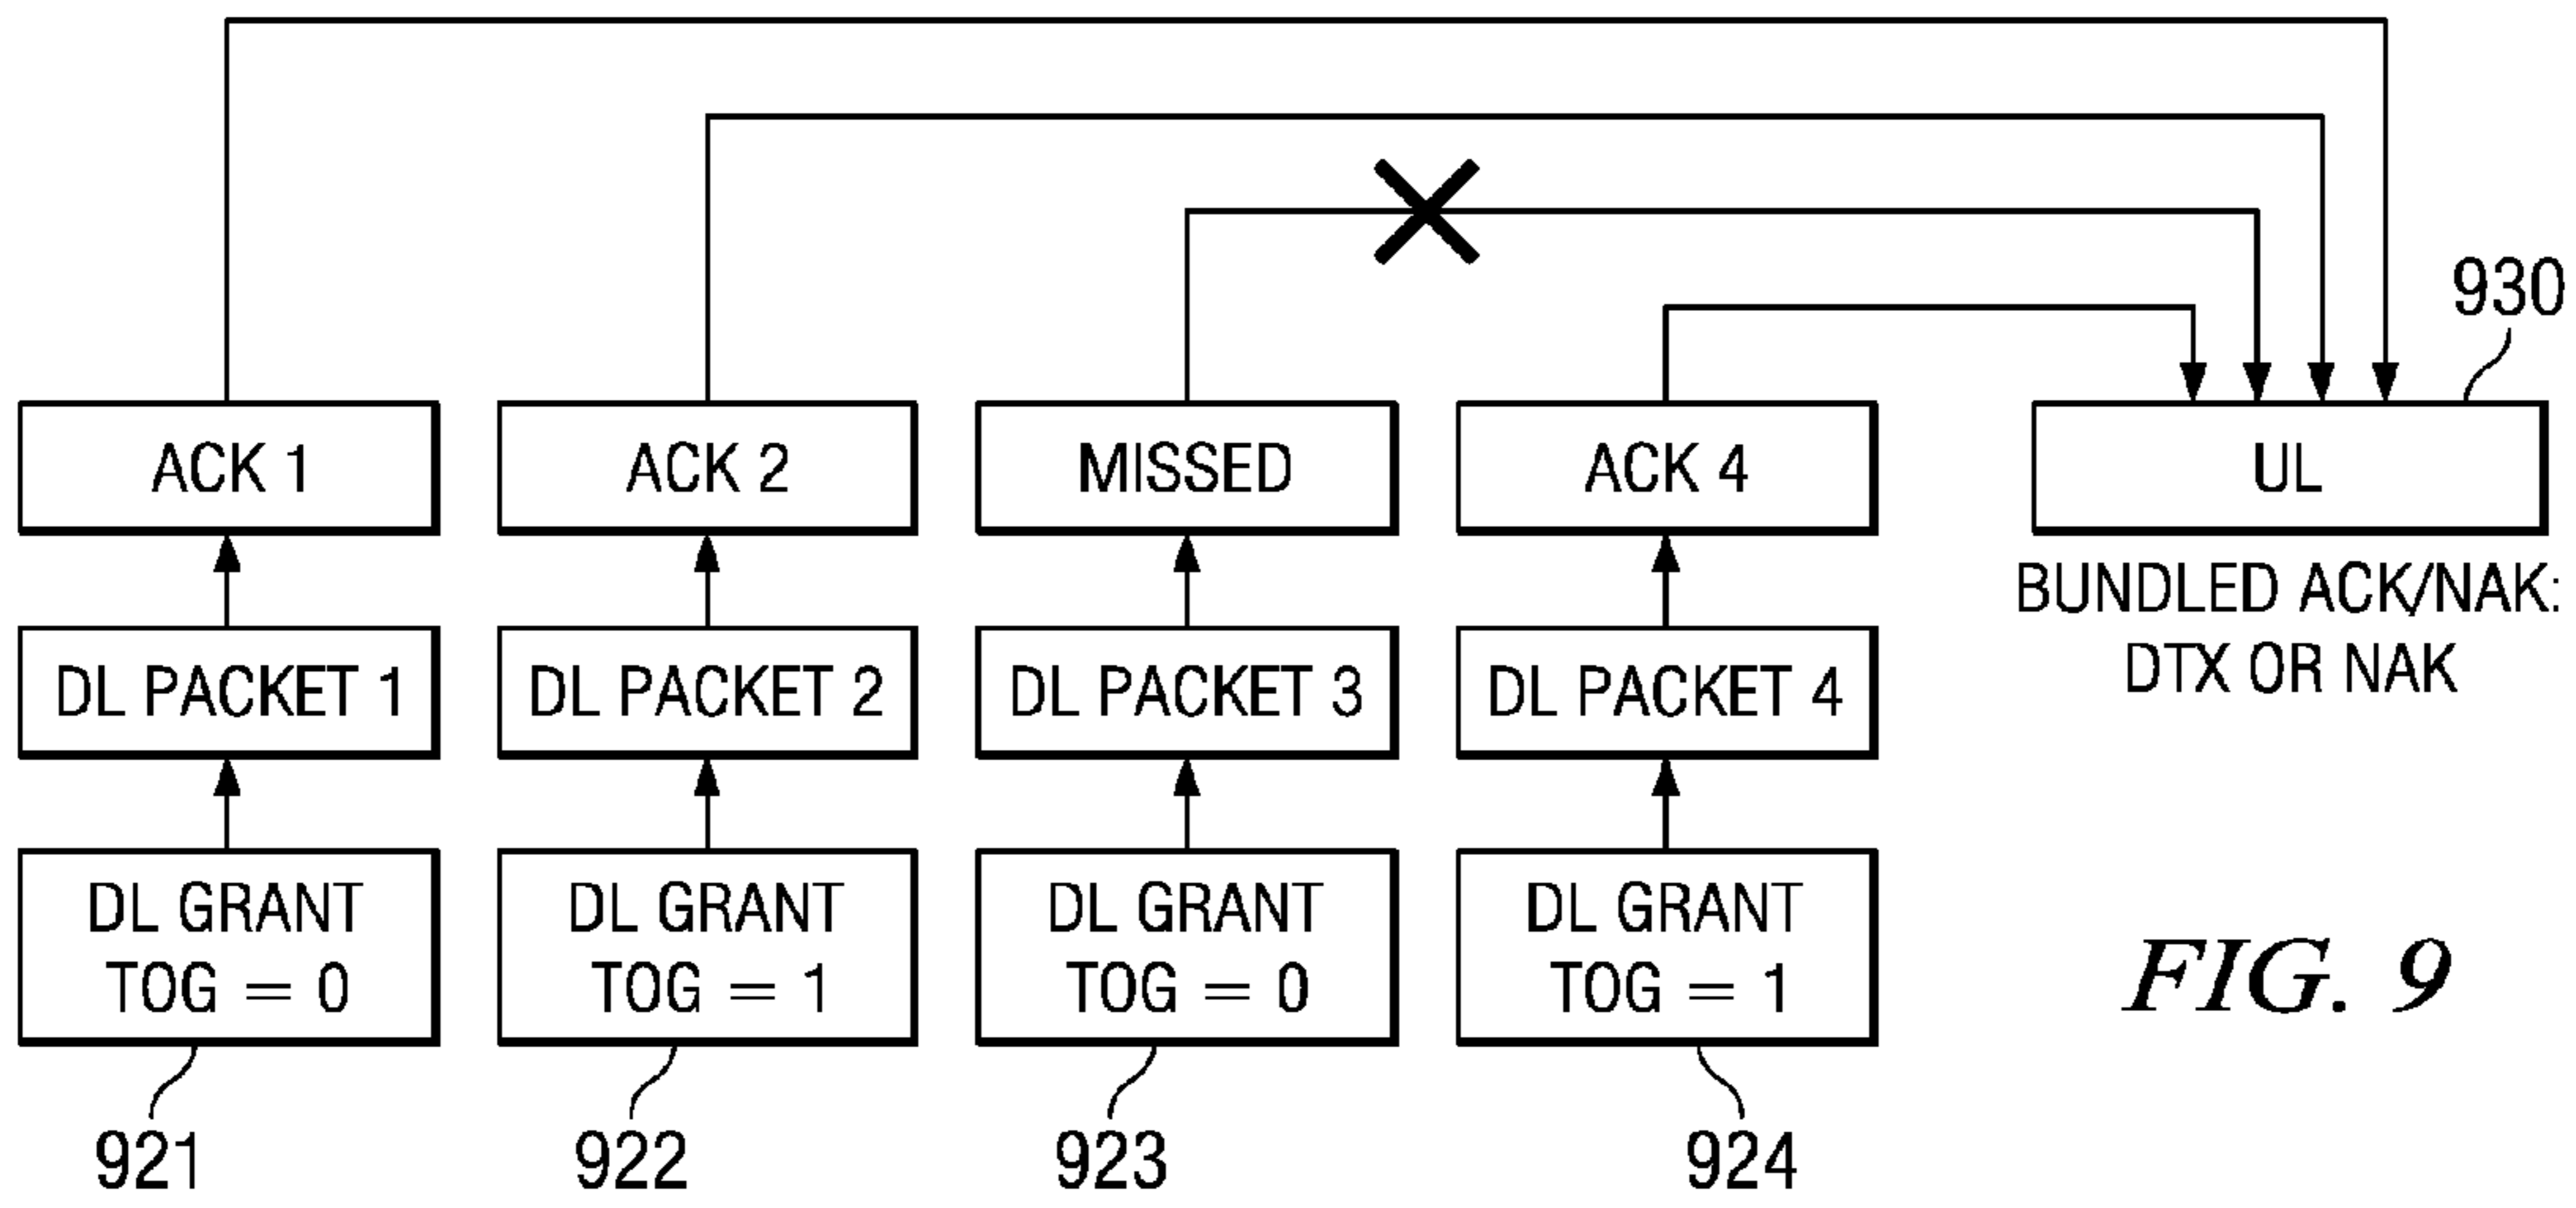 930
ACK 1
ACK 2
MISSED
ACK 4
UL
BUNDLED ACK/NAK:
DTX OR NAK
DL PACKET 1
DL PACKET 2
DL PACKET 3
DL PACKET 4
DL GRANT
TOG = 0
DL GRANT
TOG = 1
DL GRANT
TOG = 0
DL GRANT
TOG = 1
921
922
923
924
FIG. 9